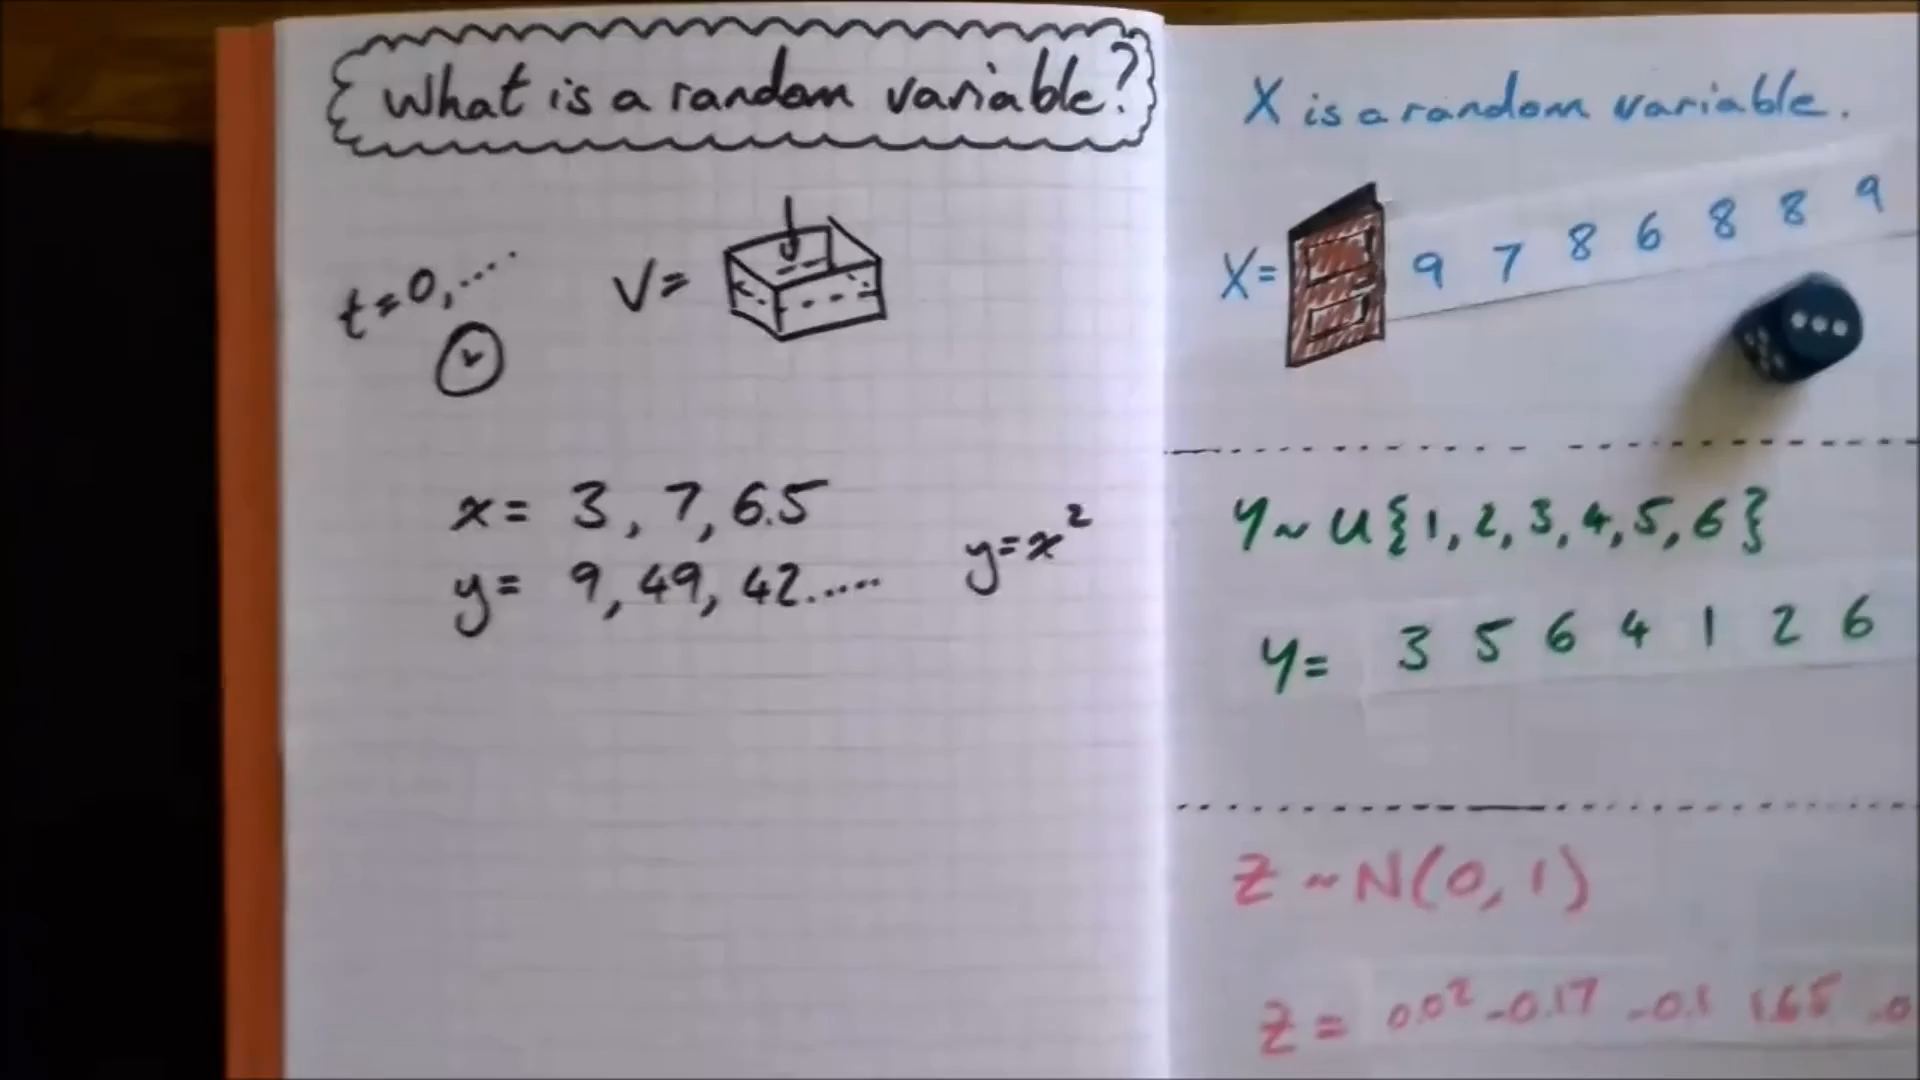 What is a random variable?
t=0,....
V=
x= 3, 7, 6.5
y= 9, 49, 42.....
y=x²
X is a random variable.
X= 9 7 8 6 8 8 9
Y~U{1,2,3,4,5,6}
Y= 3 5 6 4 1 2 6
Z~N(0,1)
Z= 0.02 -0.17 -0.1 1.65 -0